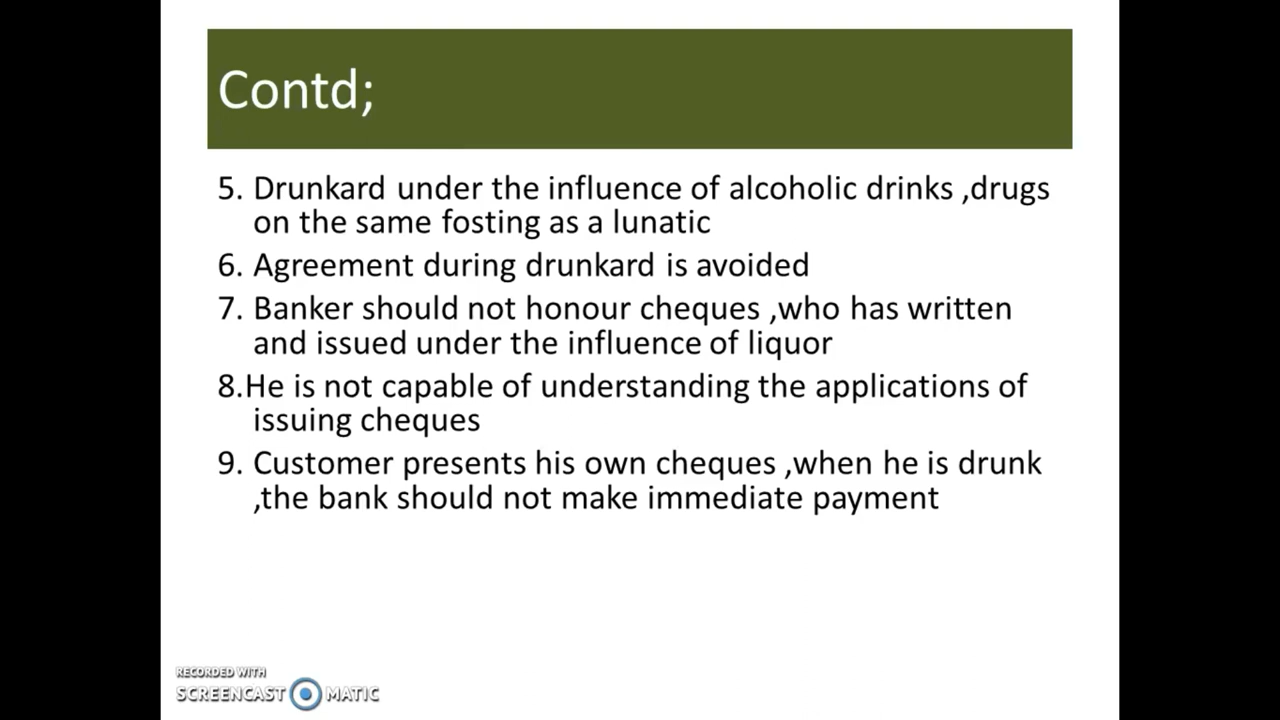 Contd;
5. Drunkard under the influence of alcoholic drinks ,drugs
on the same fosting as a lunatic
6. Agreement during drunkard is avoided
7. Banker should not honour cheques ,who has written
and issued under the influence of liquor
8.He is not capable of understanding the applications of
issuing cheques
9. Customer presents his own cheques ,when he is drunk
,the bank should not make immediate payment
RECORDED WITH
SCREENCAST MATIC